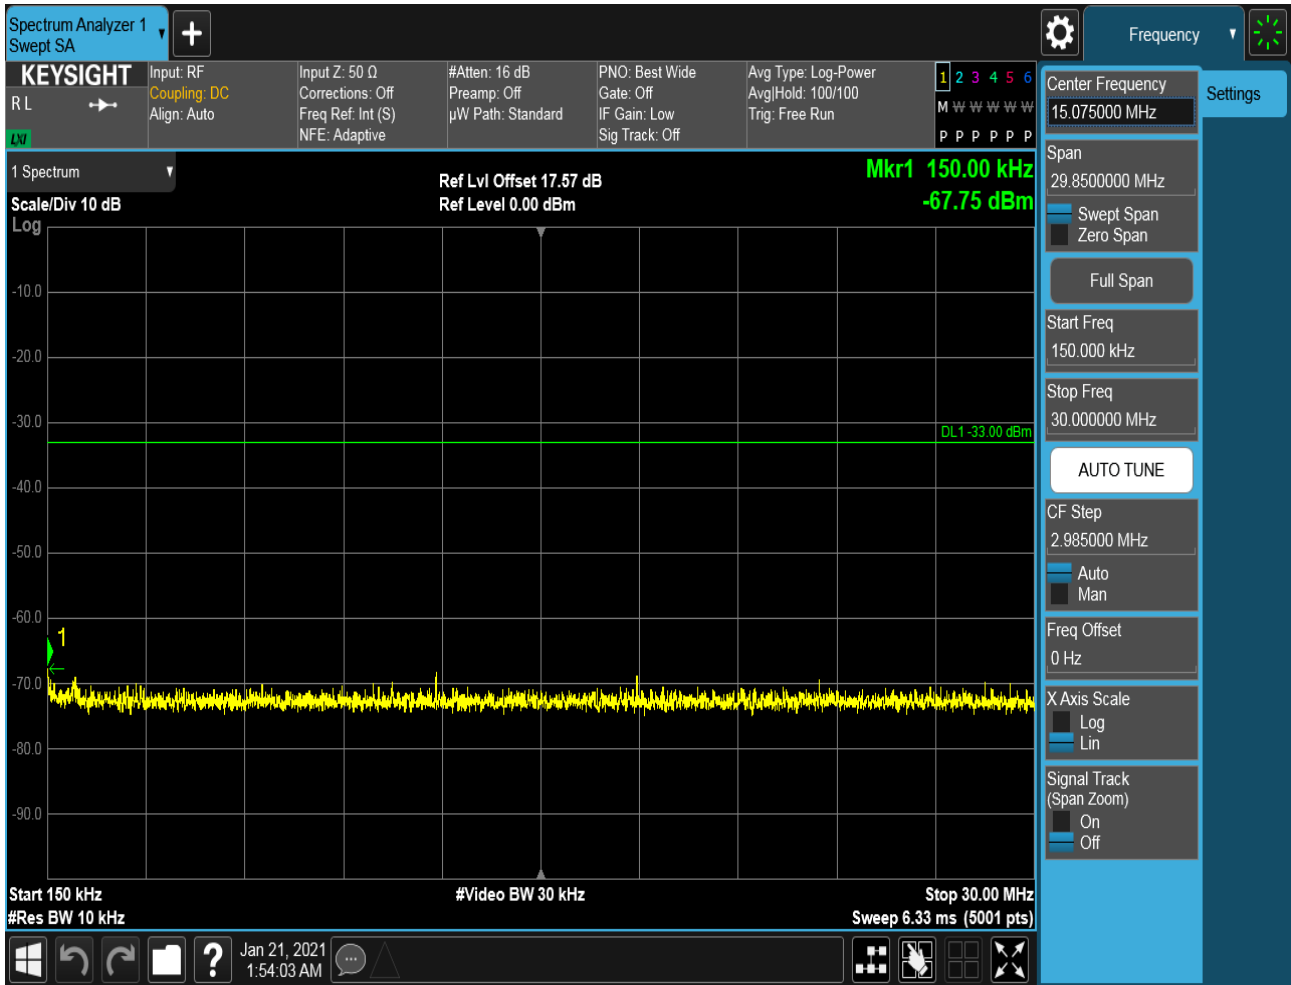 Spectrum Analyzer 1
Swept SA
Frequency
KEYSIGHT
R L
LXI
Input: RF
Coupling: DC
Align: Auto
Input Z: 50 Ω
Corrections: Off
Freq Ref: Int (S)
NFE: Adaptive
#Atten: 16 dB
Preamp: Off
µW Path: Standard
PNO: Best Wide
Gate: Off
IF Gain: Low
Sig Track: Off
Avg Type: Log-Power
Avg|Hold: 100/100
Trig: Free Run
1 2 3 4 5 6
M W W W W W
P P P P P P
1 Spectrum
Scale/Div 10 dB
Log
Ref Lvl Offset 17.57 dB
Ref Level 0.00 dBm
Mkr1 150.00 kHz
-67.75 dBm
-10.0
-20.0
-30.0
DL1 -33.00 dBm
-40.0
-50.0
-60.0
1
-70.0
-80.0
-90.0
Start 150 kHz
#Res BW 10 kHz
#Video BW 30 kHz
Stop 30.00 MHz
Sweep 6.33 ms (5001 pts)
Jan 21, 2021
1:54:03 AM
Center Frequency
15.075000 MHz
Settings
Span
29.8500000 MHz
Swept Span
Zero Span
Full Span
Start Freq
150.000 kHz
Stop Freq
30.000000 MHz
AUTO TUNE
CF Step
2.985000 MHz
Auto
Man
Freq Offset
0 Hz
X Axis Scale
Log
Lin
Signal Track
(Span Zoom)
On
Off